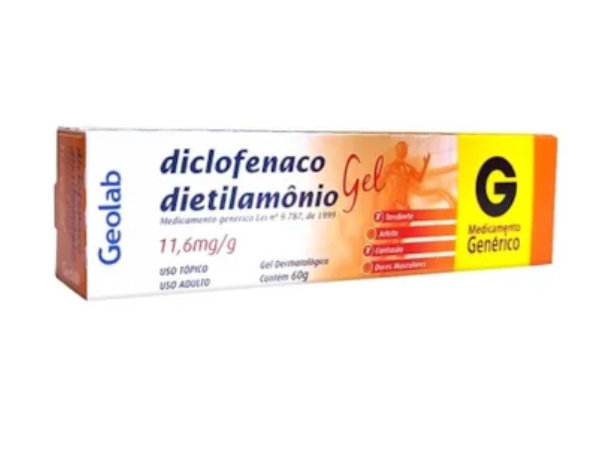 Geolab
diclofenaco
dietilamônio
Gel
Medicamento genérico Lei nº 9.787, de 1999
11,6mg/g
USO TÓPICO
USO ADULTO
Gel Dermatológico
Contém 60g
Tendinite
Artrite
Contusão
Dores Musculares
G
Medicamento
Genérico